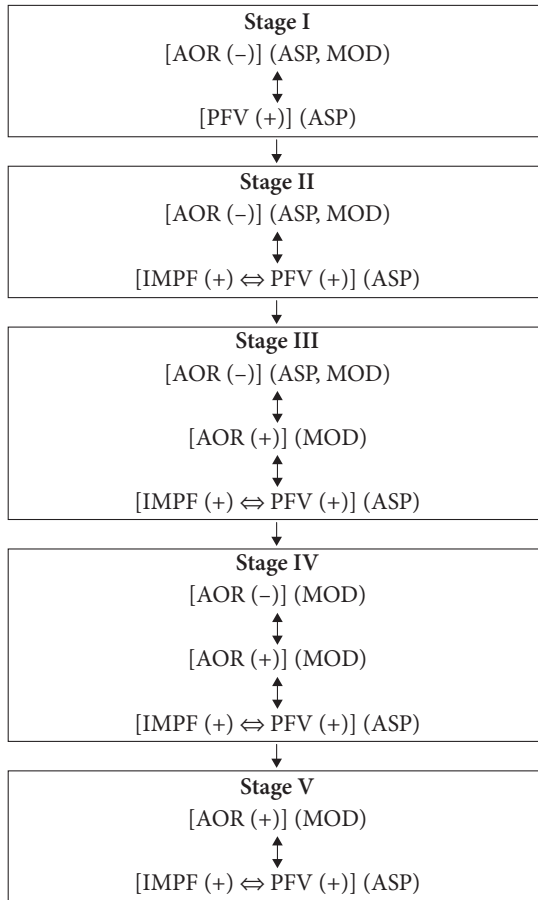 Stage I
[AOR (–)] (ASP, MOD)
[PFV (+)] (ASP)
Stage II
[AOR (–)] (ASP, MOD)
[IMPF (+) ⇔ PFV (+)] (ASP)
Stage III
[AOR (–)] (ASP, MOD)
[AOR (+)] (MOD)
[IMPF (+) ⇔ PFV (+)] (ASP)
Stage IV
[AOR (–)] (MOD)
[AOR (+)] (MOD)
[IMPF (+) ⇔ PFV (+)] (ASP)
Stage V
[AOR (+)] (MOD)
[IMPF (+) ⇔ PFV (+)] (ASP)